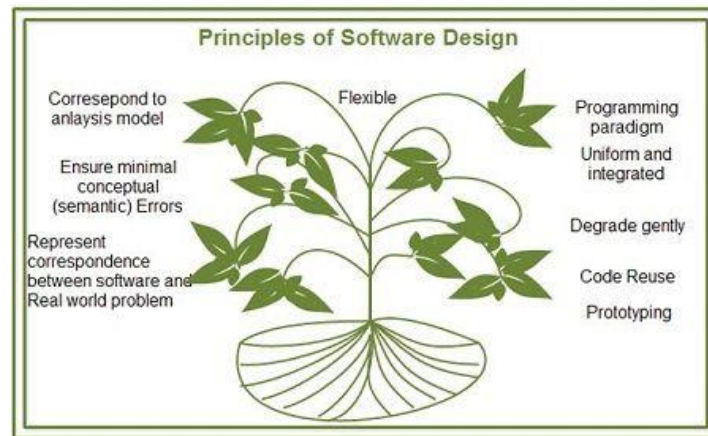 Principles of Software Design
Corresepond to
anlaysis model
Ensure minimal
conceptual
(semantic) Errors
Represent
correspondence
between software and
Real world problem
Flexible
Programming
paradigm
Uniform and
integrated
Degrade gently
Code Reuse
Prototyping